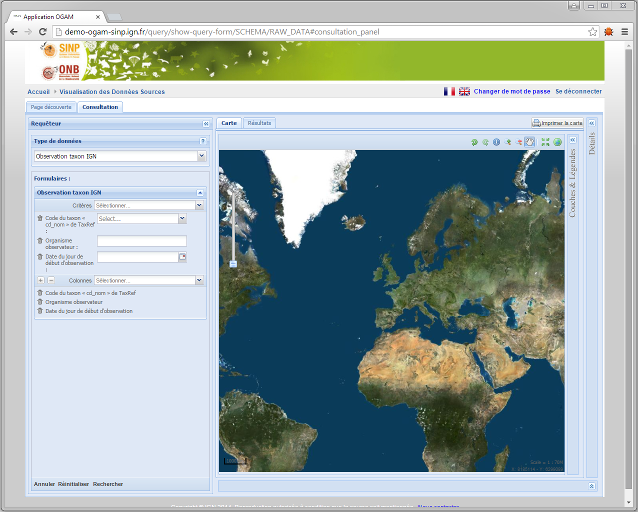 Application OGAM
demo-ogam-sinp.ign.fr/query/show-query-form/SCHEMA/RAW_DATA#consultation_panel
SINP
ONB
Accueil > Visualisation des Données Sources
Changer de mot de passe Se déconnecter
Page découverte Consultation
Requêteur
Carte Résultats
Imprimer la carte
Type de données ?
Observation taxon IGN
Formulaires :
Observation taxon IGN
Critères Sélectionner...
Code du taxon « cd_nom » de TaxRef :
Select...
Organisme observateur :
Date du jour de début d'observation :
Colonnes Sélectionner...
Code du taxon « cd_nom » de TaxRef
Organisme observateur
Date du jour de début d'observation
Annuler Réinitialiser Rechercher
Couches & Légendes
Détails